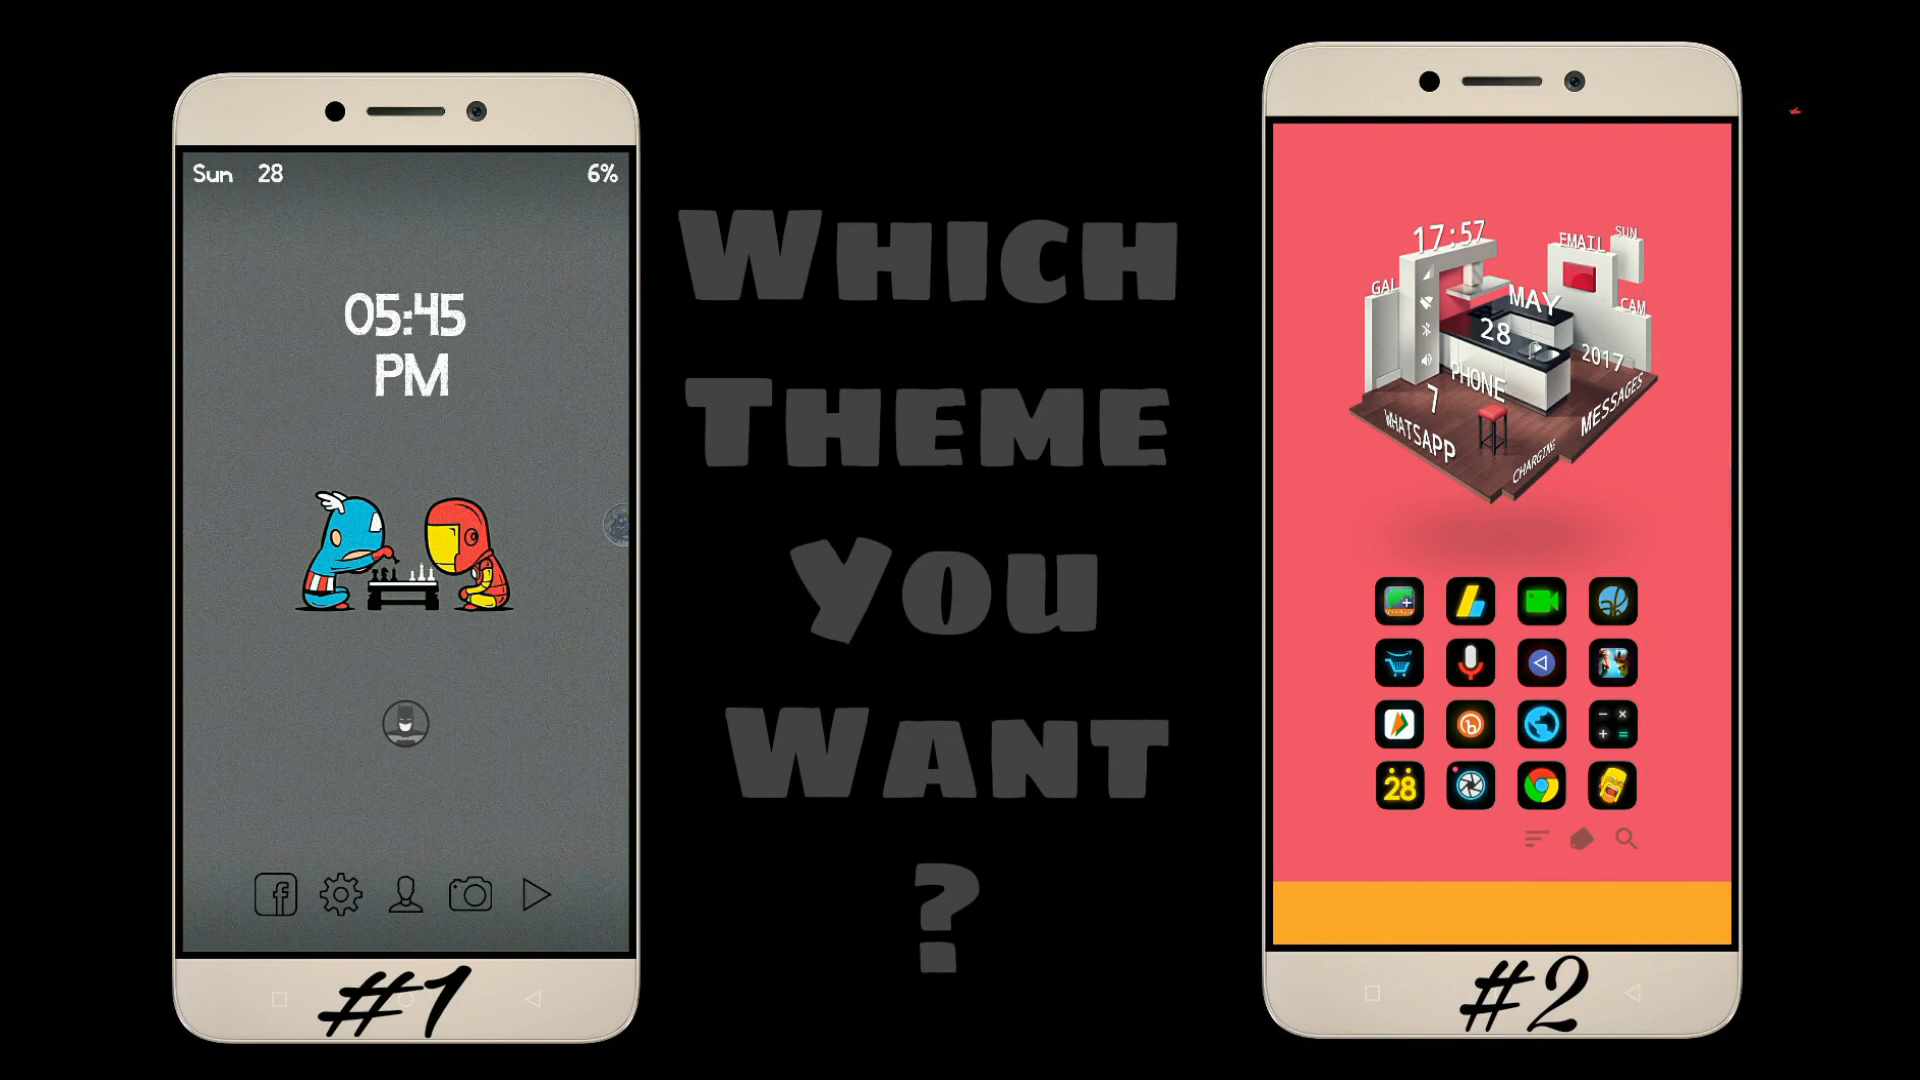 Sun 28 6%
05:45
PM
#1
WHICH
THEME
YOU
WANT
?
17:57
EMAIL
SUN
GAL
MAY
CAM
28
2017
PHONE
7
MESSAGES
WHATSAPP
CHARGING
28
#2